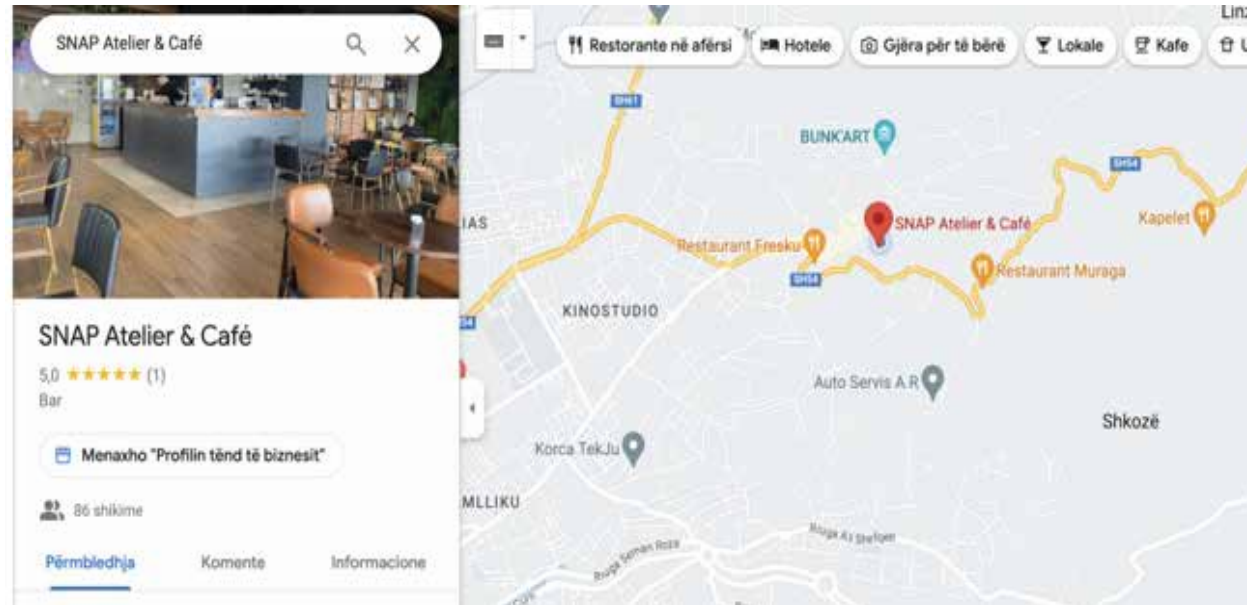 SNAP Atelier & Café
SNAP Atelier & Café
5,0 (1)
Bar
Menaxho "Profilin tënd të biznesit"
86 shikime
Përmbledhja
Komente
Informacione
Restorante në afërsi
Hotele
Gjëra për të bërë
Lokale
Kafe
SH61
BUNK'ART
SH54
IAS
SNAP Atelier & Café
Kapelet
Restaurant Fresku
Restaurant Muraga
SH54
KINOSTUDIO
Auto Servis A.R
Shkozë
Korca TekJu
MLLIKU